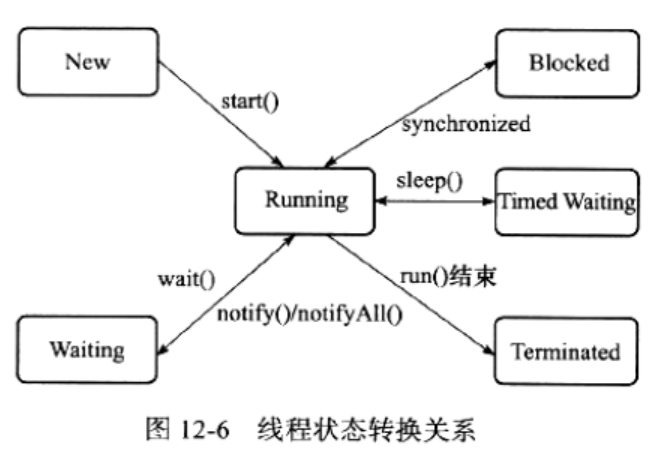 New
Blocked
start()
synchronized
Running
sleep()
Timed Waiting
wait()
run()结束
notify()/notifyAll()
Waiting
Terminated
图 12-6 线程状态转换关系